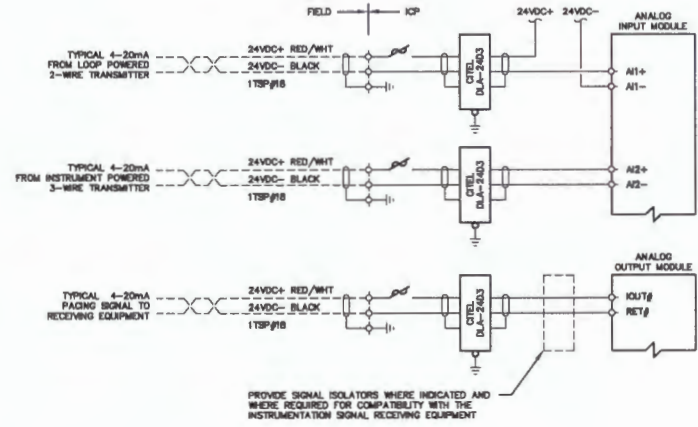 FIELD ICP
24VDC+ 24VDC-
ANALOG
INPUT MODULE
TYPICAL 4-20mA
FROM LOOP POWERED
2-WIRE TRANSMITTER
24VDC+ RED/WHT
24VDC- BLACK
1TSP#18
CITEL
DLA-24D3
AI1+
AI1-
TYPICAL 4-20mA
FROM INSTRUMENT POWERED
3-WIRE TRANSMITTER
24VDC+ RED/WHT
24VDC- BLACK
1TSP#18
CITEL
DLA-24D3
AI2+
AI2-
ANALOG
OUTPUT MODULE
TYPICAL 4-20mA
PACING SIGNAL TO
RECEIVING EQUIPMENT
24VDC+ RED/WHT
24VDC- BLACK
1TSP#18
CITEL
DLA-24D3
IOUT#
RET#
PROVIDE SIGNAL ISOLATORS WHERE INDICATED AND
WHERE REQUIRED FOR COMPATIBILITY WITH THE
INSTRUMENTATION SIGNAL RECEIVING EQUIPMENT